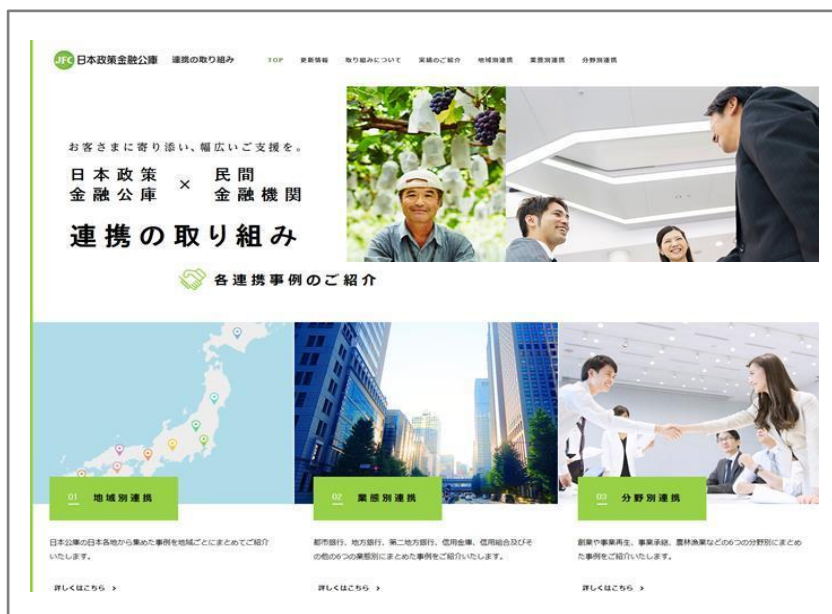 JFC 日本政策金融公庫 連携の取り組み TOP 更新情報 取り組みについて 実績のご紹介 地域別連携 業態別連携 分野別連携
お客さまに寄り添い、幅広いご支援を。
日本政策金融公庫 × 民間金融機関
連携の取り組み
各連携事例のご紹介
01 地域別連携
日本公庫の日本各地から集めた事例を地域ごとにまとめてご紹介
いたします。
詳しくはこちら >
02 業態別連携
都市銀行、地方銀行、第二地方銀行、信用金庫、信用組合及びそ
の他の6つの業態別にまとめた事例をご紹介いたします。
詳しくはこちら >
03 分野別連携
創業や事業再生、事業承継、農林漁業などの6つの分野別にまとめ
た事例をご紹介いたします。
詳しくはこちら >